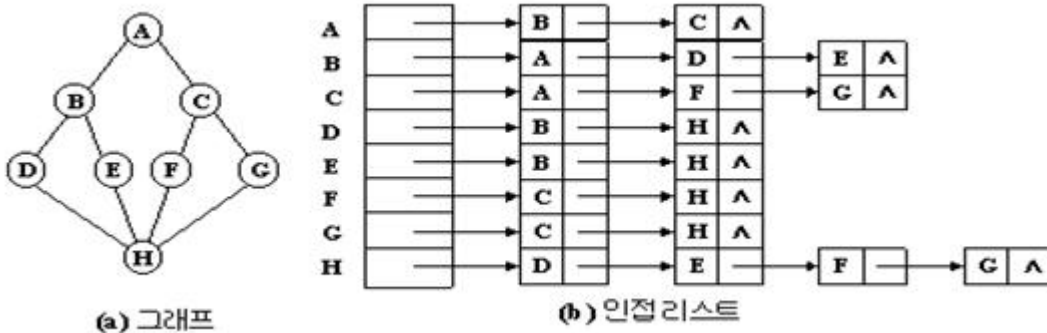 A
B C
D E F G
H
(a) 그래프
A B C ∧
B A D E ∧
C A F G ∧
D B H ∧
E B H ∧
F C H ∧
G C H ∧
H D E F G ∧
(b) 인접 리스트